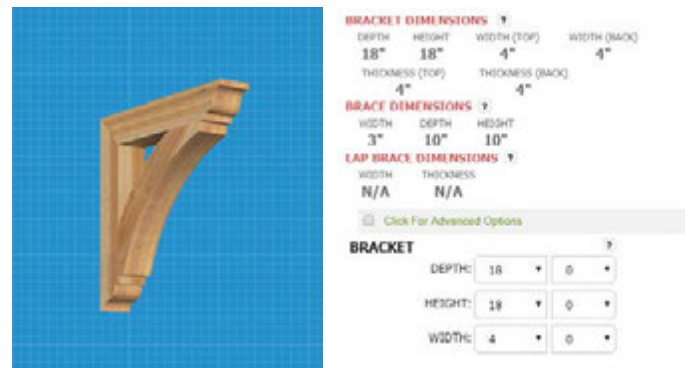 BRACKET DIMENSIONS ?
DEPTH HEIGHT WIDTH (TOP) WIDTH (BACK)
18" 18" 4" 4"
THICKNESS (TOP) THICKNESS (BACK)
4" 4"
BRACE DIMENSIONS ?
WIDTH DEPTH HEIGHT
3" 10" 10"
LAP BRACE DIMENSIONS ?
WIDTH THICKNESS
N/A N/A
Click For Advanced Options
BRACKET ?
DEPTH: 18 0
HEIGHT: 18 0
WIDTH: 4 0